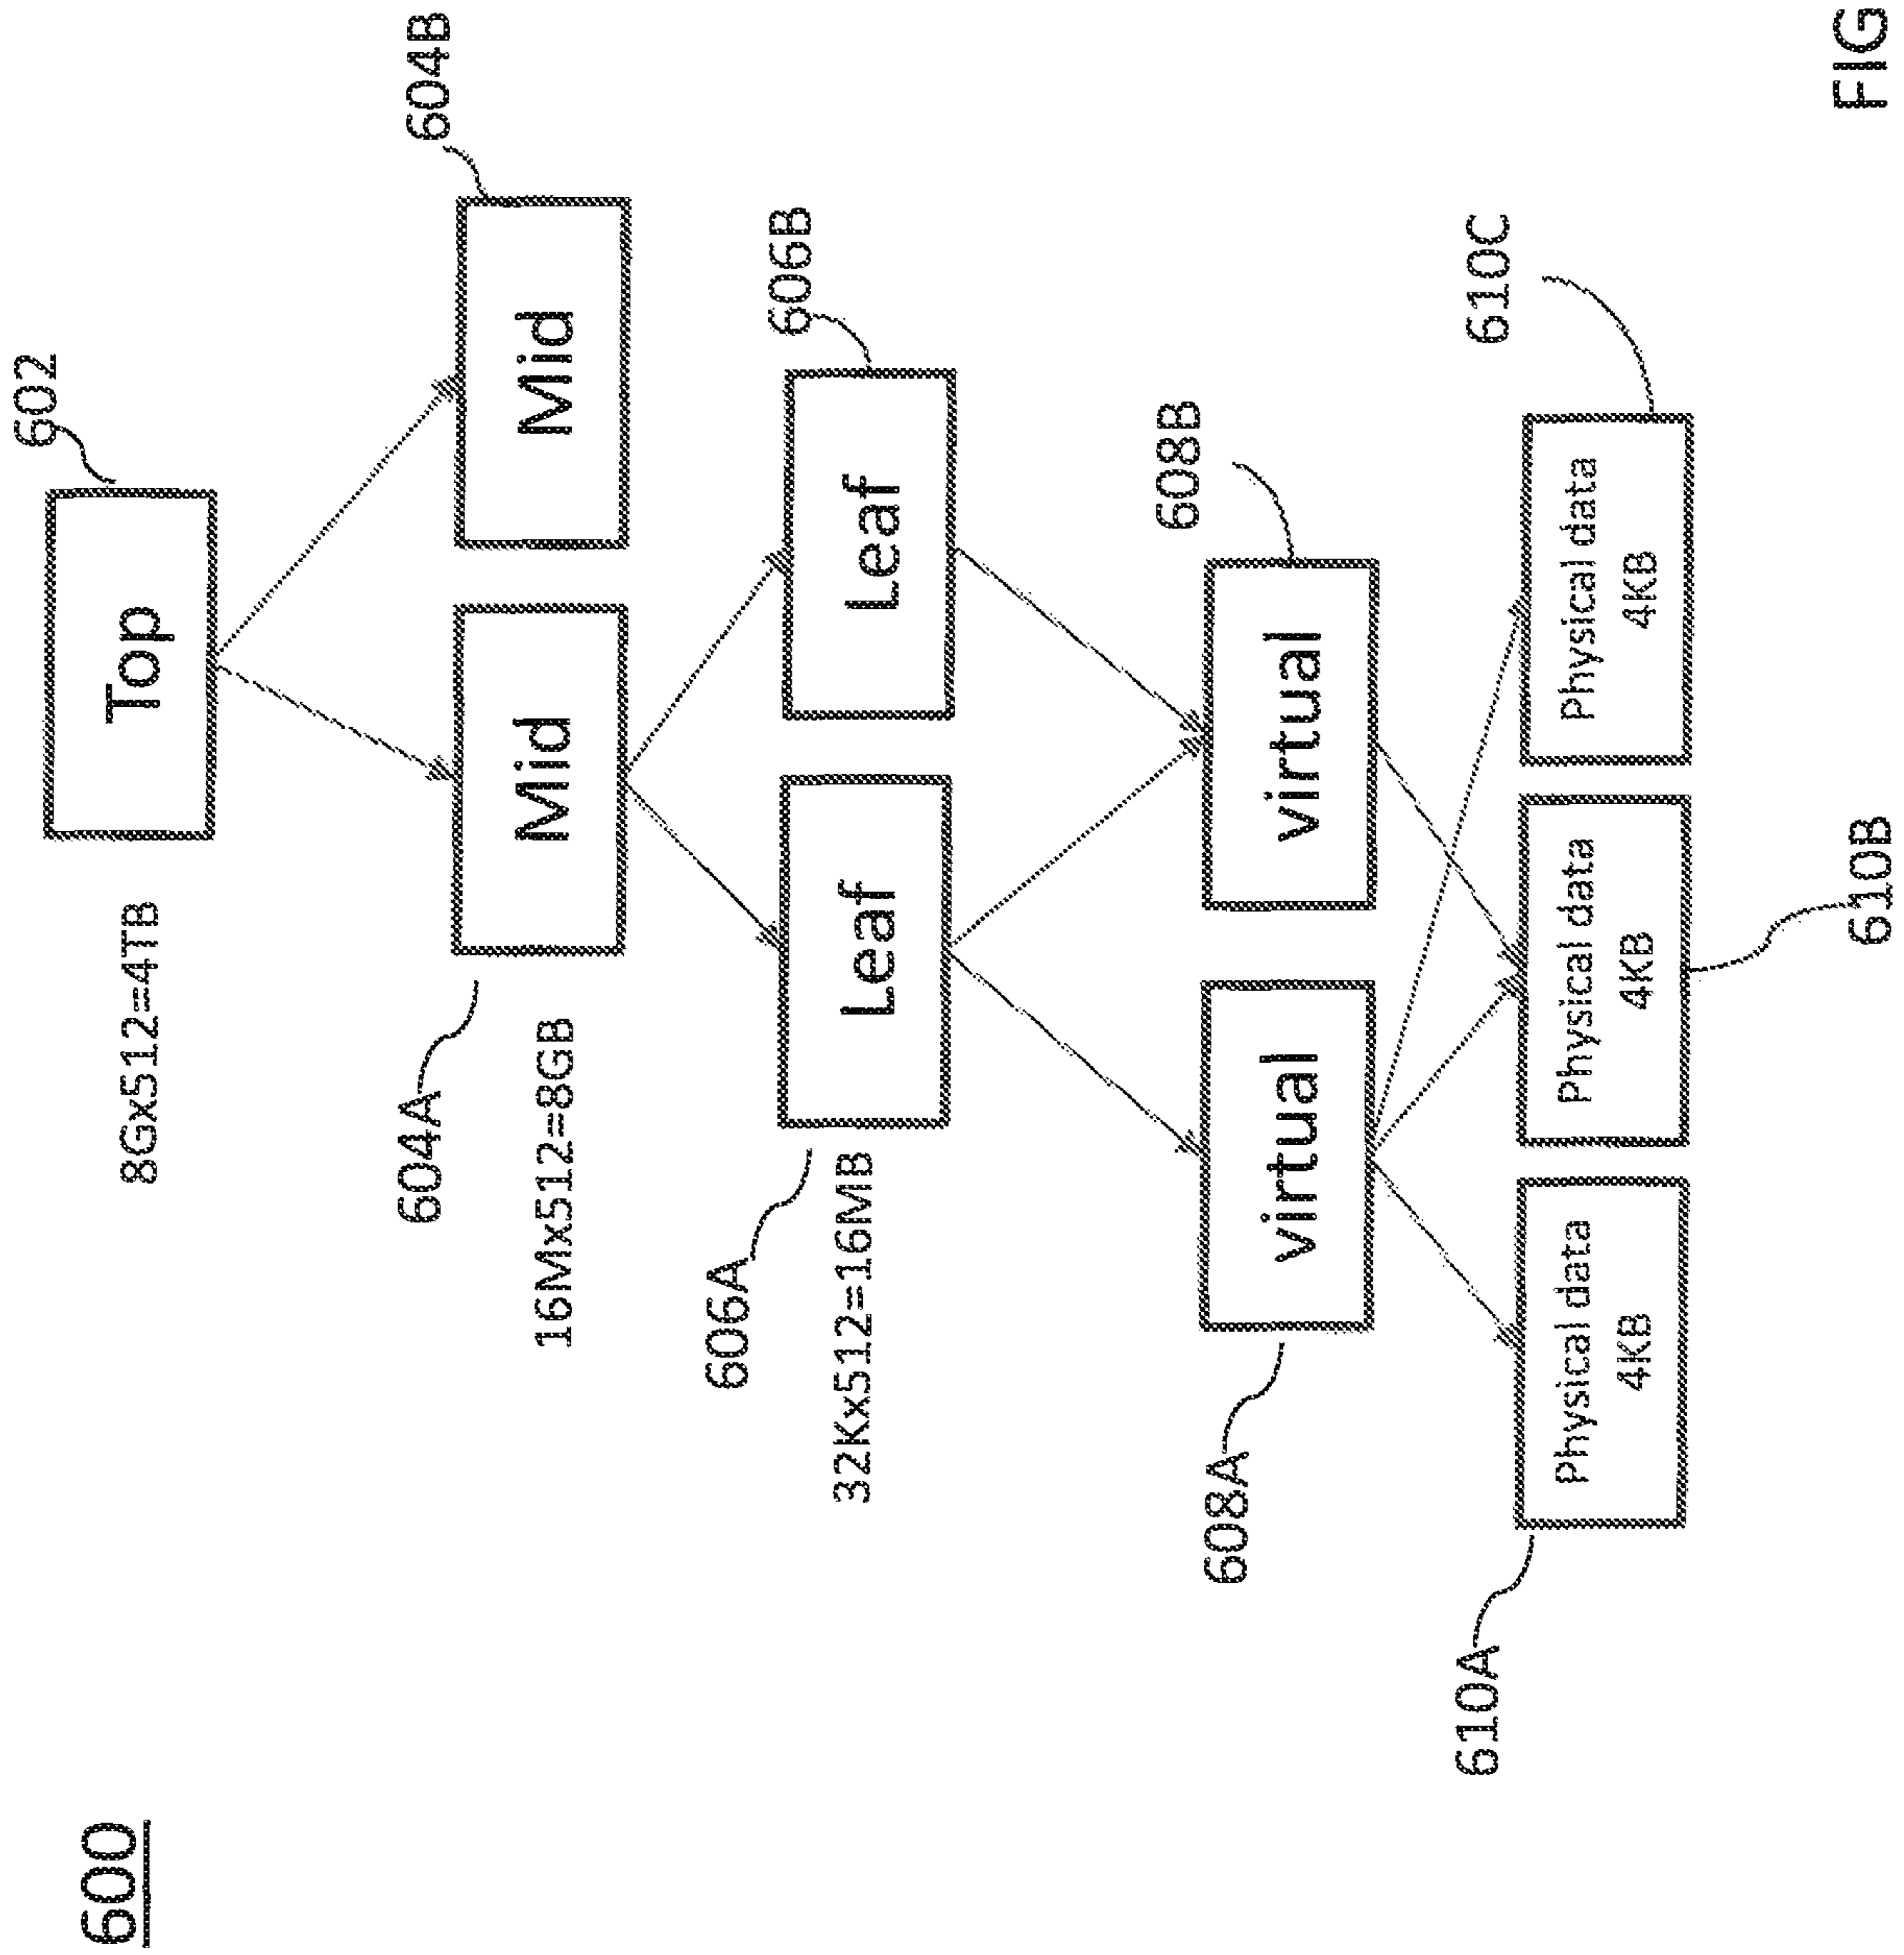 600
602
Top
8Gx512=4TB
604A
Mid
Mid
604B
16Mx512=8GB
606A
Leaf
Leaf
606B
32Kx512=16MB
608A
virtual
virtual
608B
610A
Physical data
4KB
Physical data
4KB
Physical data
4KB
610C
610B
FIG